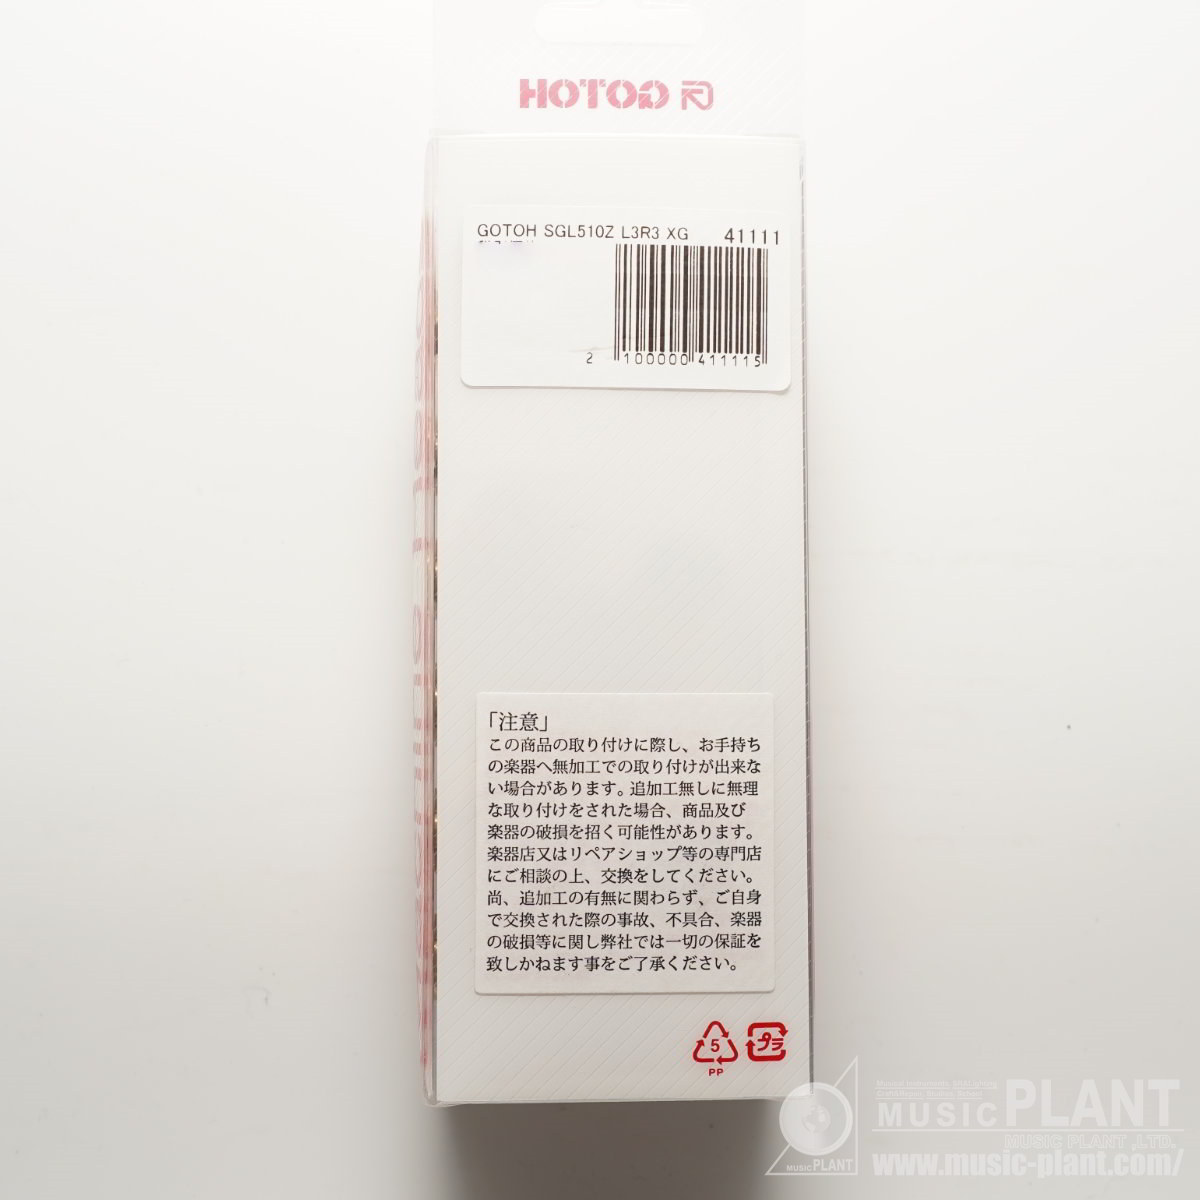 GOTOH
GOTOH SGL510Z L3R3 XG 41111
2 100000 411115
「注意」
この商品の取り付けに際し、お手持ち
の楽器へ無加工での取り付けが出来な
い場合があります。追加工無しに無理
な取り付けをされた場合、商品及び
楽器の破損を招く可能性があります。
楽器店又はリペアショップ等の専門店
にご相談の上、交換をしてください。
尚、追加工の有無に関わらず、ご自身
で交換された際の事故、不具合、楽器
の破損等に関し弊社では一切の保証を
致しかねます事をご了承ください。
5
PP
プラ
MUSIC PLANT
MUSIC PLANT ,LTD.
MUSIC PLANT
www.music-plant.com/